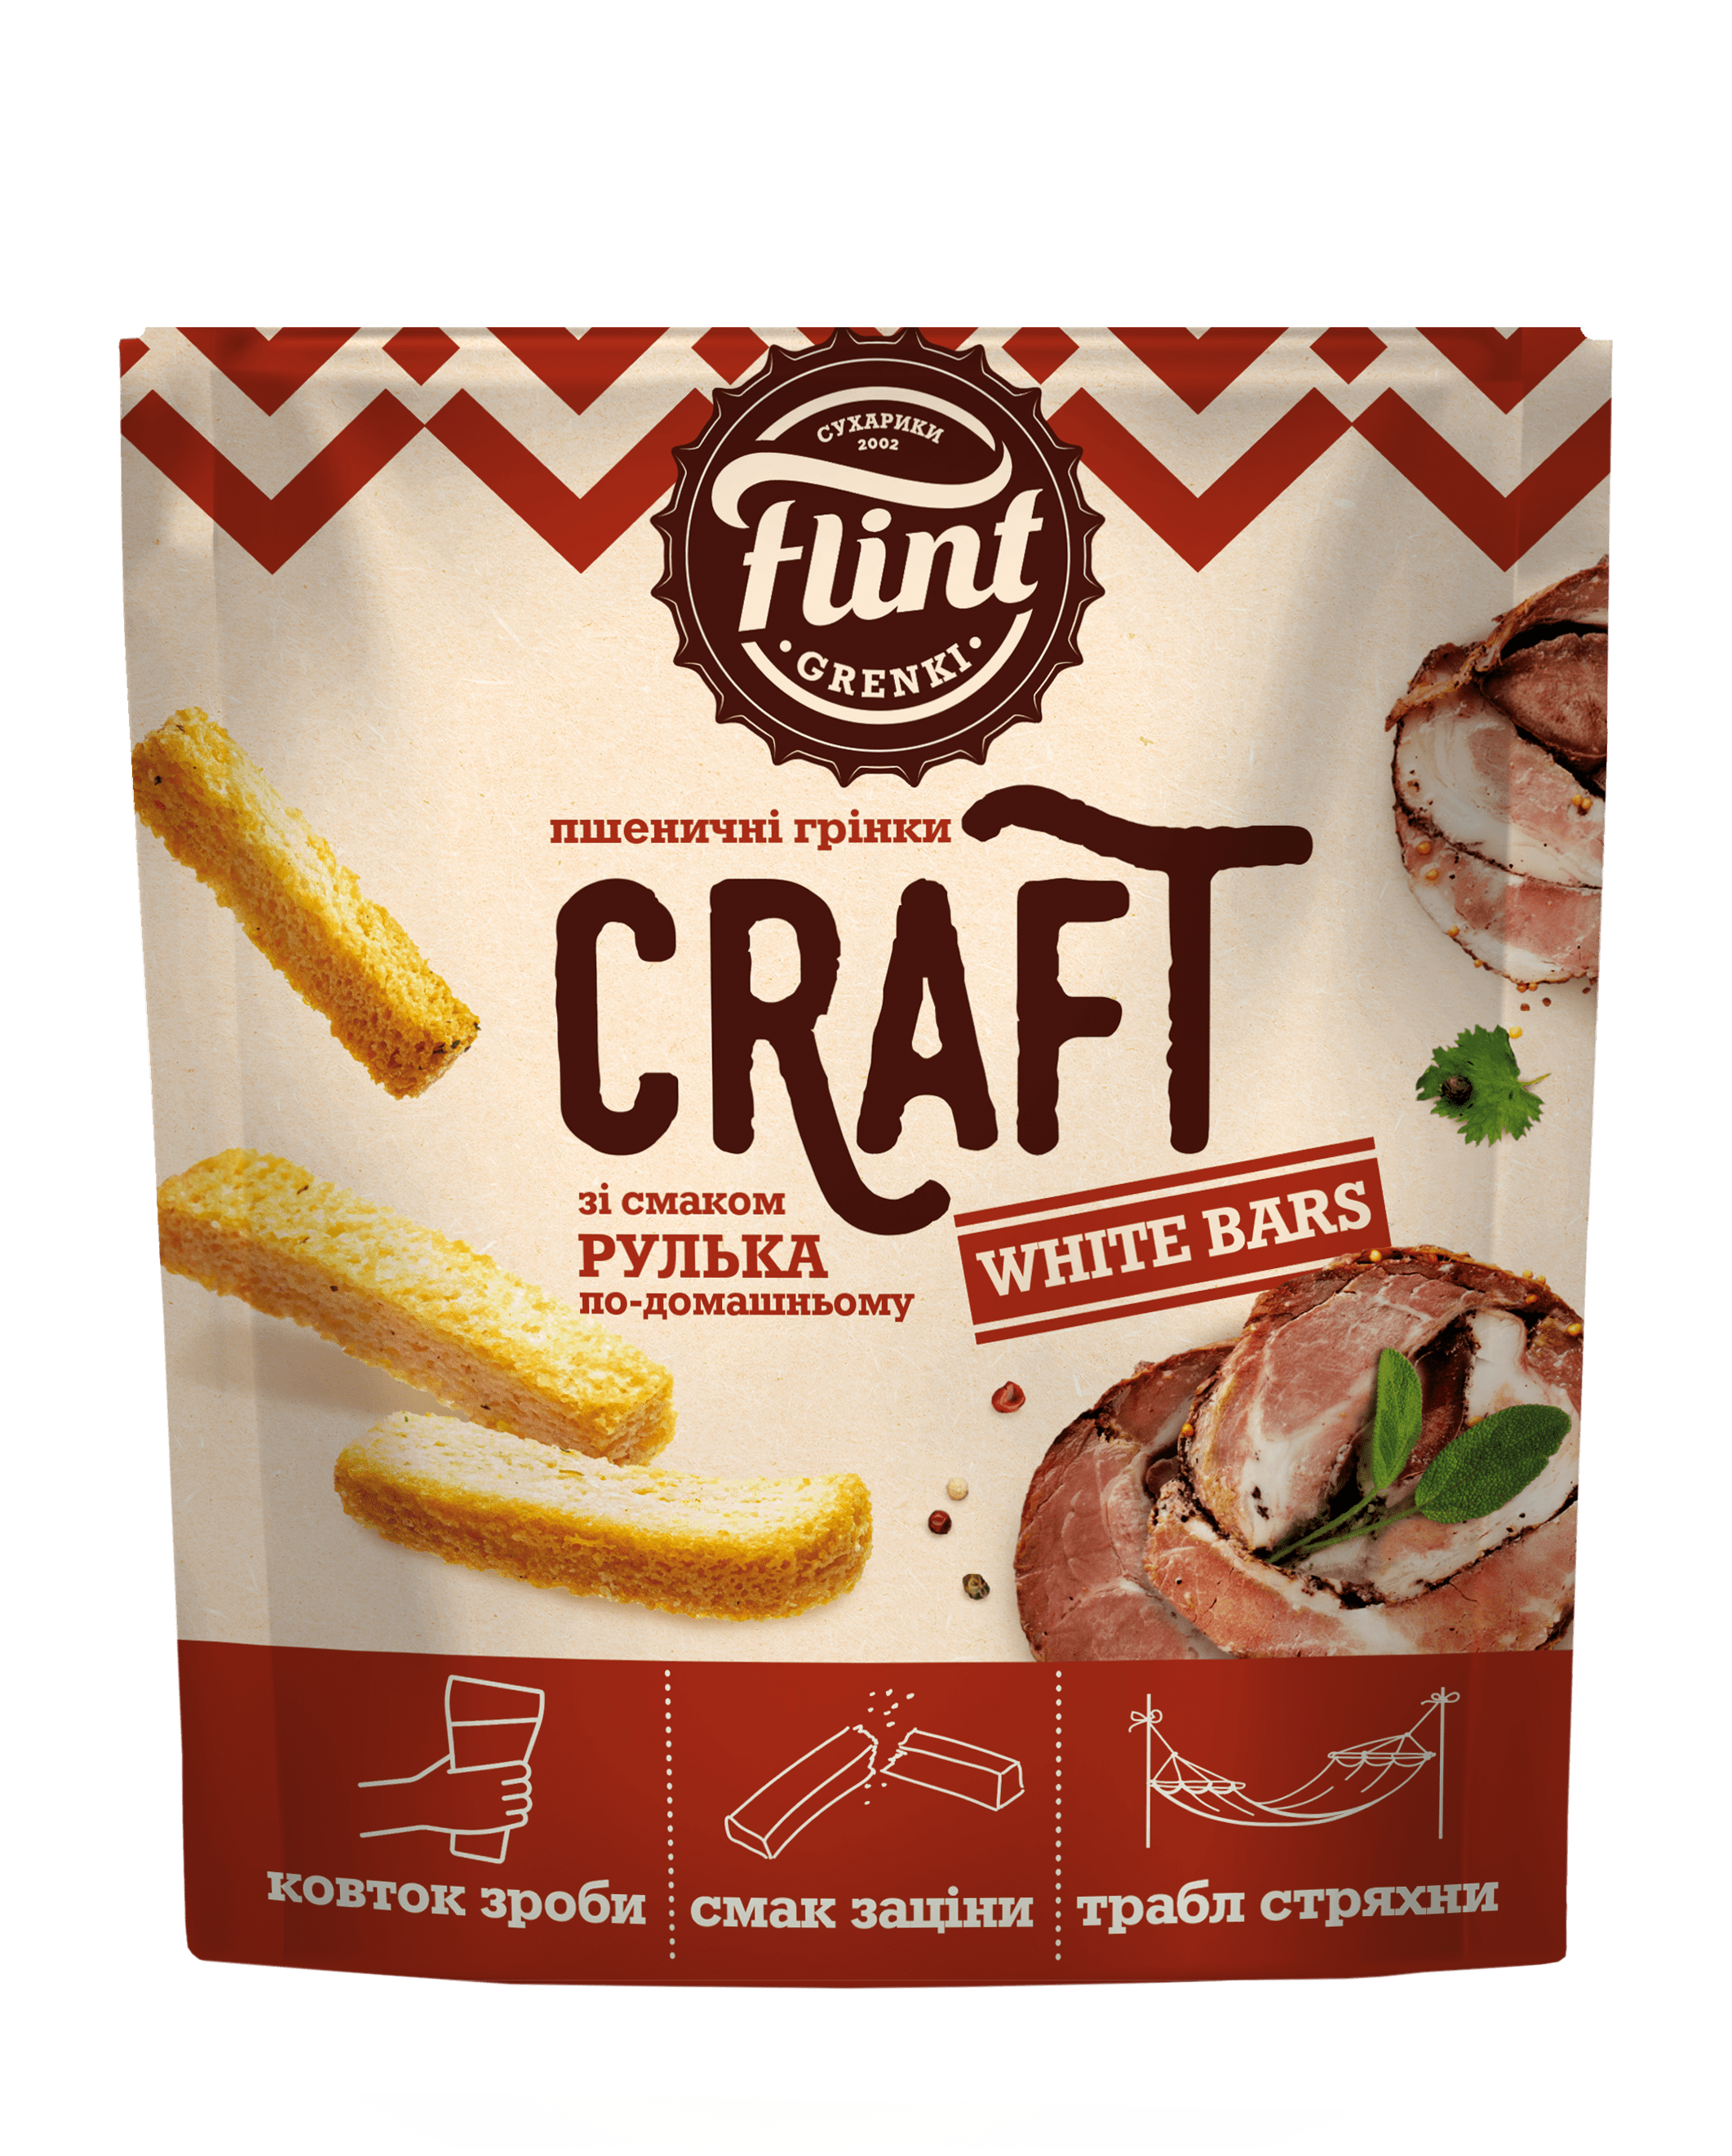 СУХАРИКИ
2002
flint
• GRENKI •
пшеничні грінки
CRAFT
зі смаком
РУЛЬКА
по-домашньому
WHITE BARS
ковток зроби
смак заціни
трабл стряхни